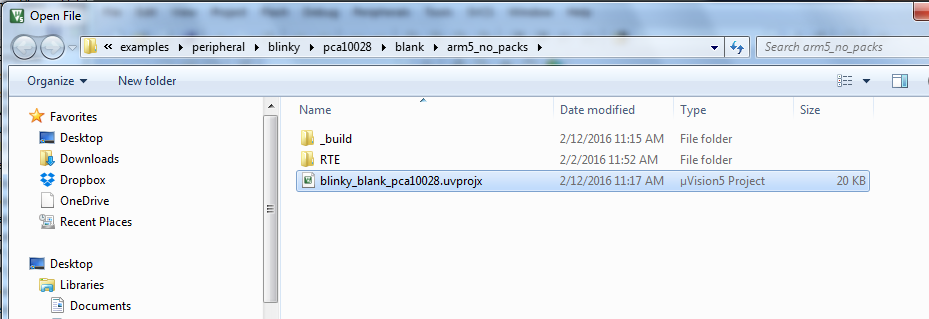 Open File
« examples ▸ peripheral ▸ blinky ▸ pca10028 ▸ blank ▸ arm5_no_packs ▸
Search arm5_no_packs
Organize New folder
Name Date modified Type Size
Favorites
Desktop
Downloads
Dropbox
OneDrive
Recent Places
Desktop
Libraries
Documents
_build 2/12/2016 11:15 AM File folder
RTE 2/2/2016 11:52 AM File folder
blinky_blank_pca10028.uvprojx 2/12/2016 11:17 AM µVision5 Project 20 KB